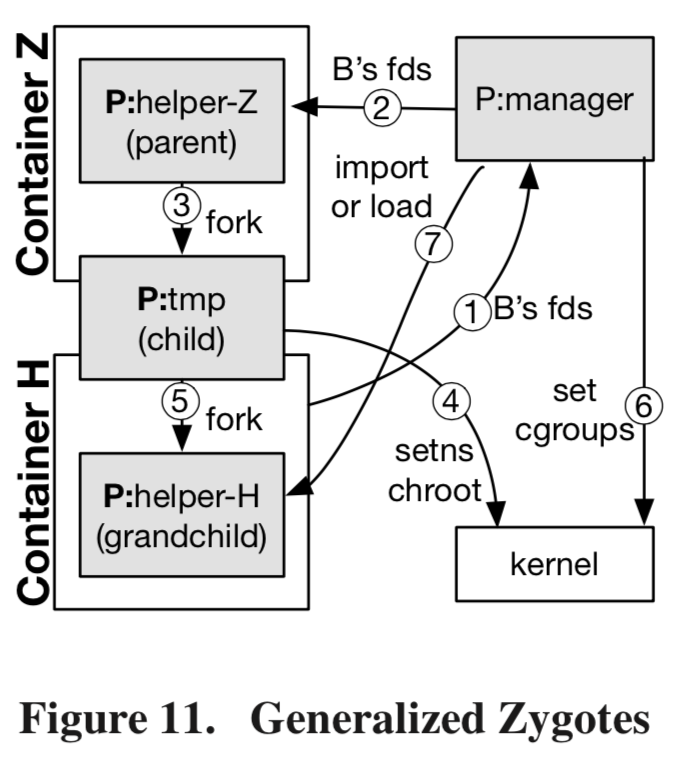 Container Z
P:helper-Z
(parent)
B's fds
2
P:manager
import
or load
3
fork
7
P:tmp
(child)
1
B's fds
Container H
5
fork
4
set
cgroups
6
setns
chroot
P:helper-H
(grandchild)
kernel
Figure 11. Generalized Zygotes